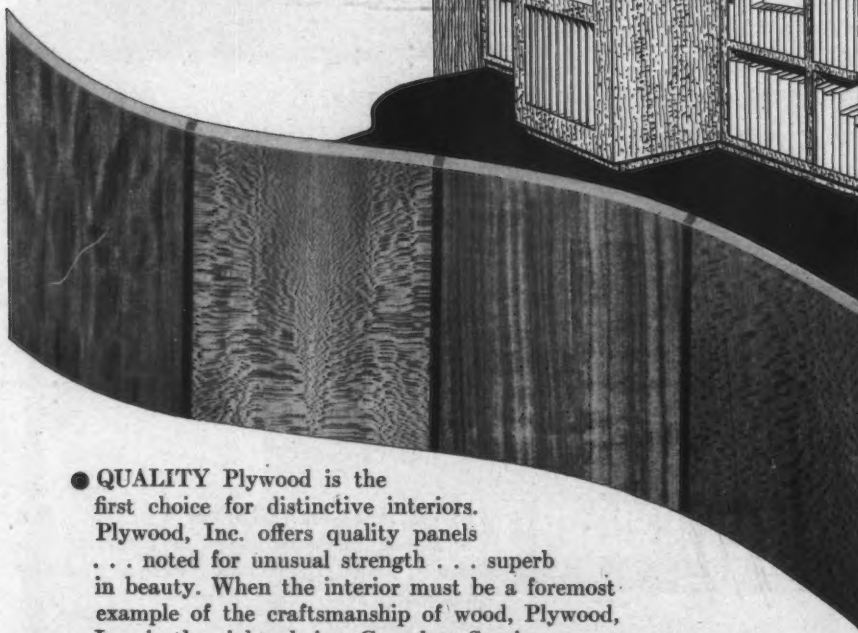 ● QUALITY Plywood is the
first choice for distinctive interiors.
Plywood, Inc. offers quality panels
. . . noted for unusual strength . . . superb
in beauty. When the interior must be a foremost
example of the craftsmanship of wood, Plywood,